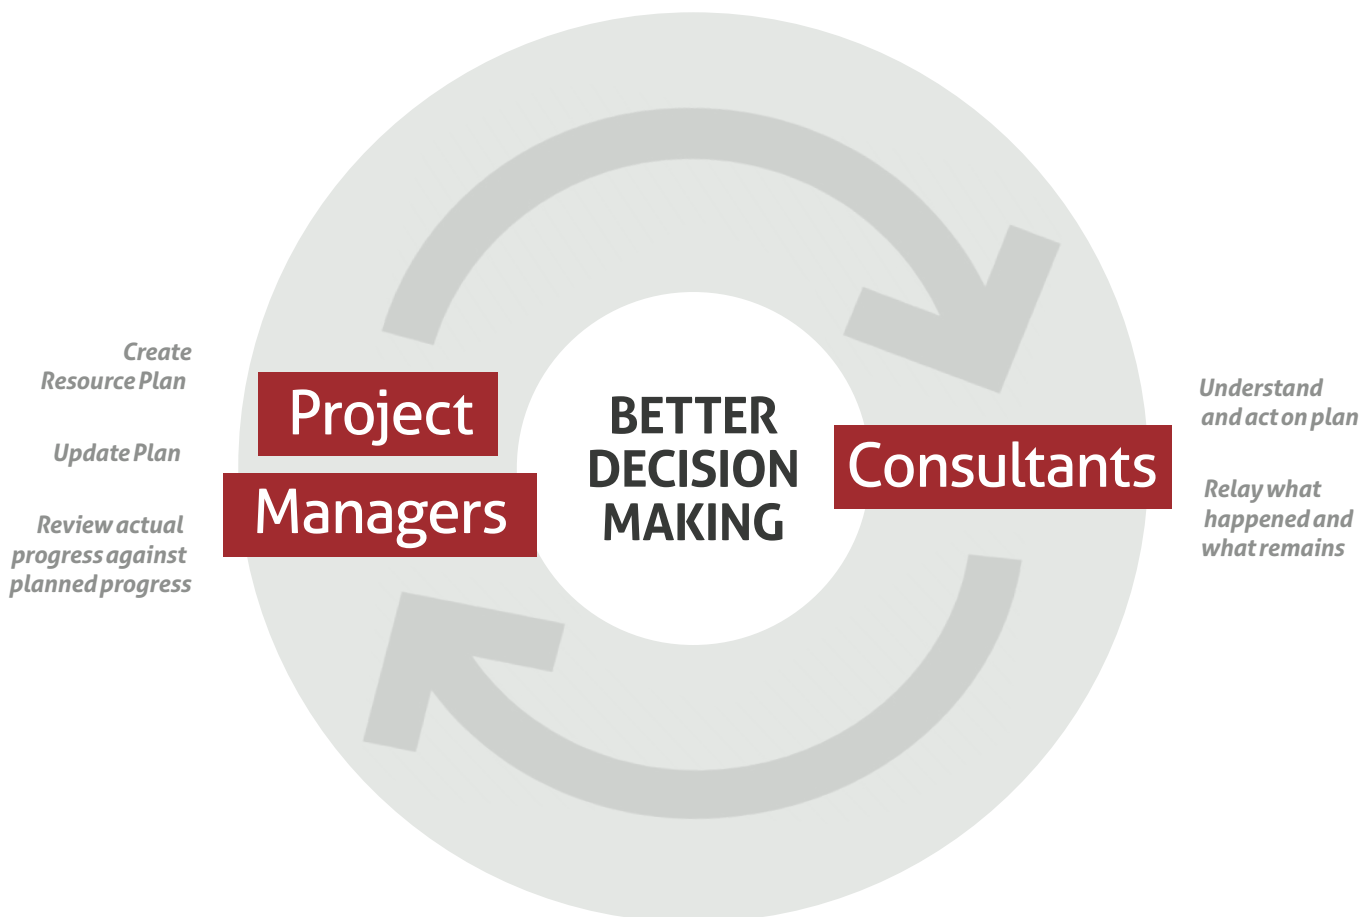 Create
Resource Plan
Update Plan
Review actual
progress against
planned progress
Project
Managers
BETTER
DECISION
MAKING
Consultants
Understand
and act on plan
Relay what
happened and
what remains